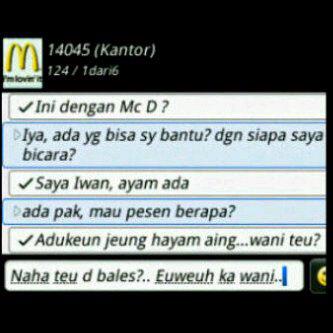 14045 (Kantor)
124 / 1dari6
i'm lovin' it
✓Ini dengan Mc D ?
Iya, ada yg bisa sy bantu? dgn siapa saya
bicara?
✓Saya Iwan, ayam ada
ada pak, mau pesen berapa?
✓Adukeun jeung hayam aing...wani teu?
Naha teu d bales?.. Euweuh ka wani..